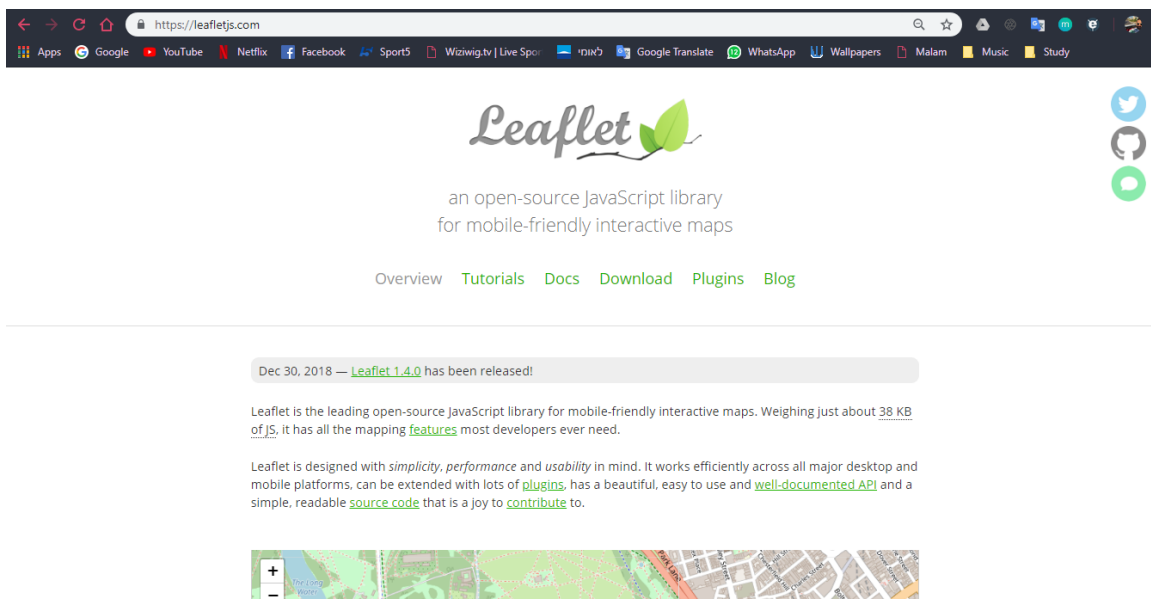 https://leafletjs.com
Apps Google YouTube Netflix Facebook Sport5 Wiziwig.tv | Live Spor לאומי Google Translate 12 WhatsApp Wallpapers Malam Music Study
Leaflet
an open-source JavaScript library
for mobile-friendly interactive maps
Overview Tutorials Docs Download Plugins Blog
Dec 30, 2018 — Leaflet 1.4.0 has been released!
Leaflet is the leading open-source JavaScript library for mobile-friendly interactive maps. Weighing just about 38 KB
of JS, it has all the mapping features most developers ever need.
Leaflet is designed with simplicity, performance and usability in mind. It works efficiently across all major desktop and
mobile platforms, can be extended with lots of plugins, has a beautiful, easy to use and well-documented API and a
simple, readable source code that is a joy to contribute to.
+
−
The Long
Water
Park Lane